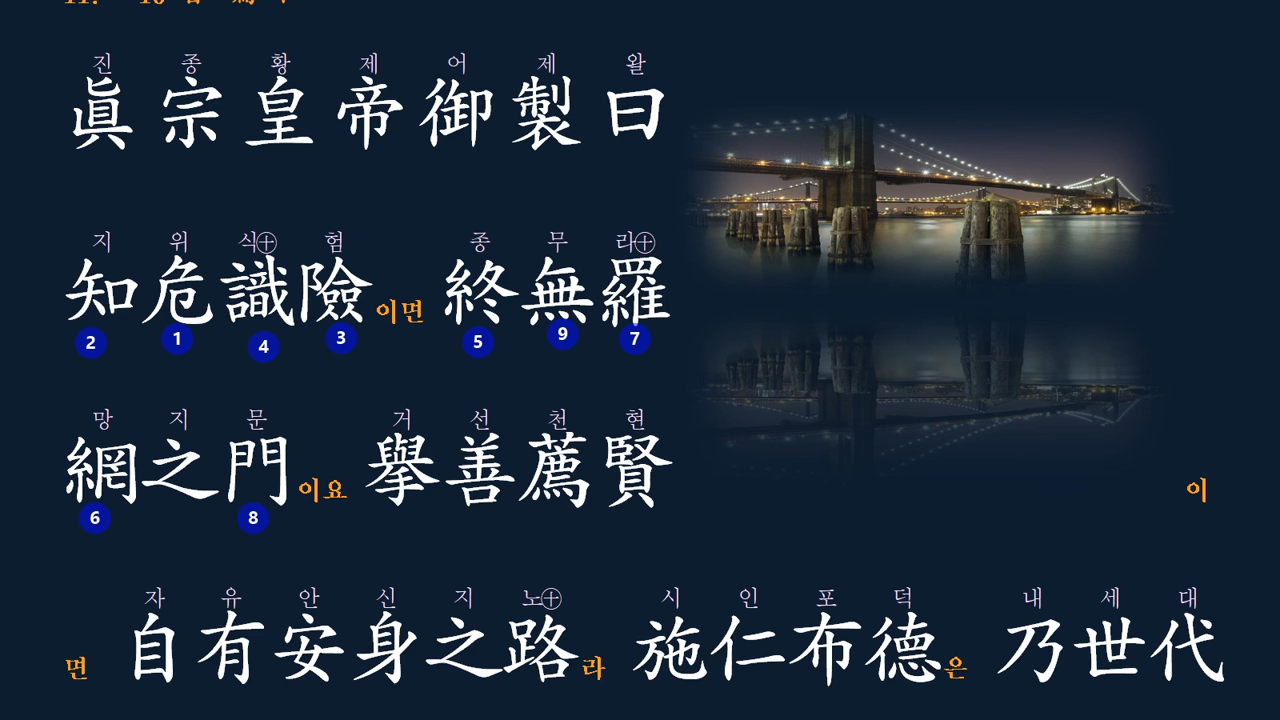 진 종 황 제 어 제 왈
眞宗皇帝御製曰
지 위 식㊉ 험 종 무 라㊉
知危識險이면 終無羅
2 1 4 3 5 9 7
망 지 문 거 선 천 현
網之門이요 擧善薦賢이
6 8
자 유 안 신 지 노㊉ 시 인 포 덕 내 세 대
면 自有安身之路라 施仁布德은 乃世代